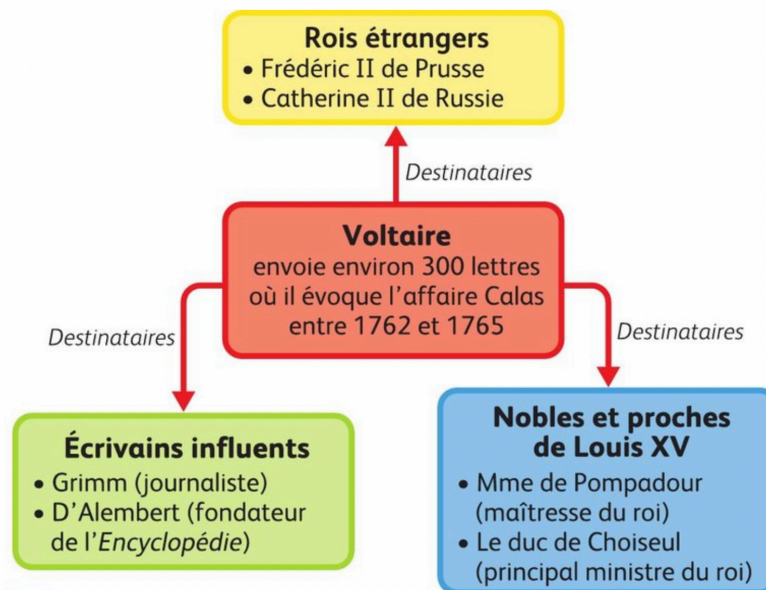 Rois étrangers
• Frédéric II de Prusse
• Catherine II de Russie
Destinataires
Voltaire
envoie environ 300 lettres
où il évoque l'affaire Calas
entre 1762 et 1765
Destinataires
Destinataires
Écrivains influents
• Grimm (journaliste)
• D'Alembert (fondateur
de l'Encyclopédie)
Nobles et proches
de Louis XV
• Mme de Pompadour
(maîtresse du roi)
• Le duc de Choiseul
(principal ministre du roi)